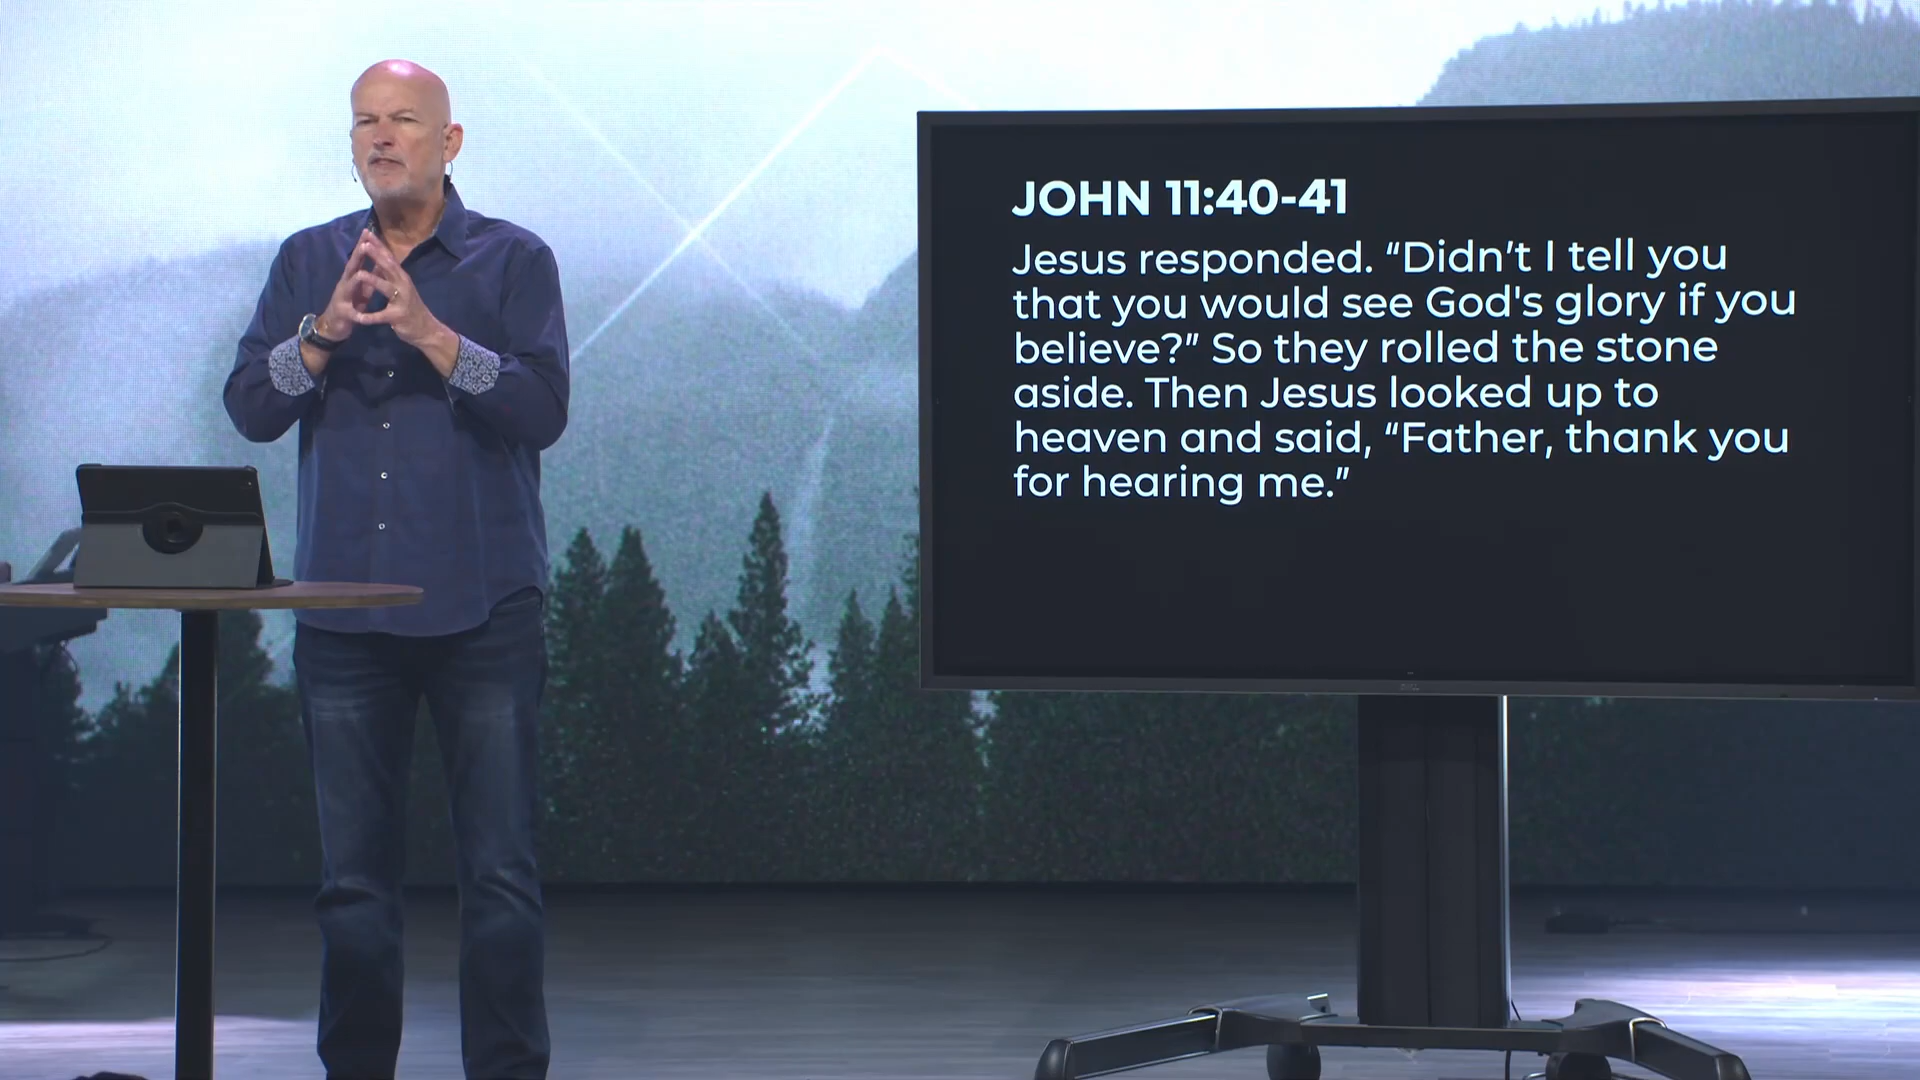 JOHN 11:40-41
Jesus responded. “Didn’t I tell you
that you would see God's glory if you
believe?” So they rolled the stone
aside. Then Jesus looked up to
heaven and said, “Father, thank you
for hearing me.”